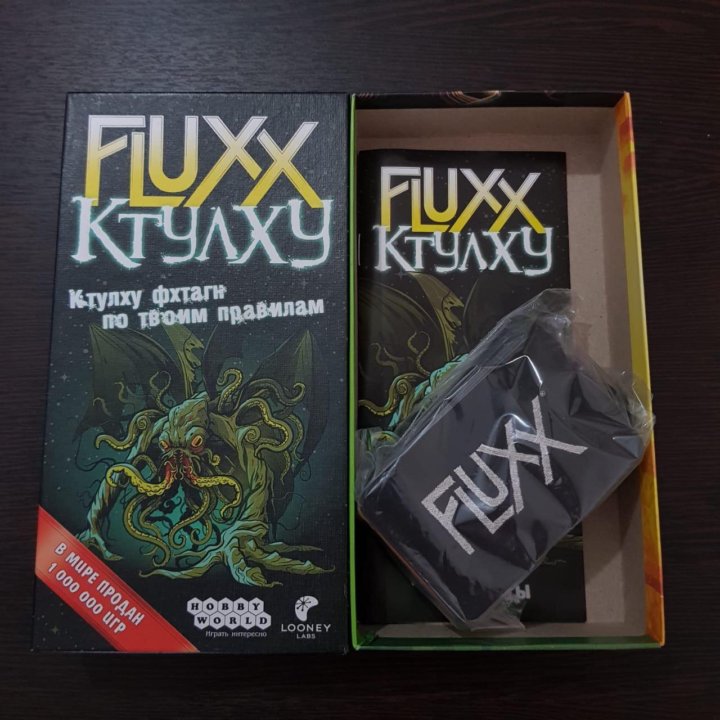 FLUXX
КТУЛХУ
Ктулху фхтагн
по твоим правилам
В МИРЕ ПРОДАН
1 000 000 ИГР
HOBBY
WORLD
Играть интересно
LOONEY
LABS
FLUXX
КТУЛХУ
FLUXX